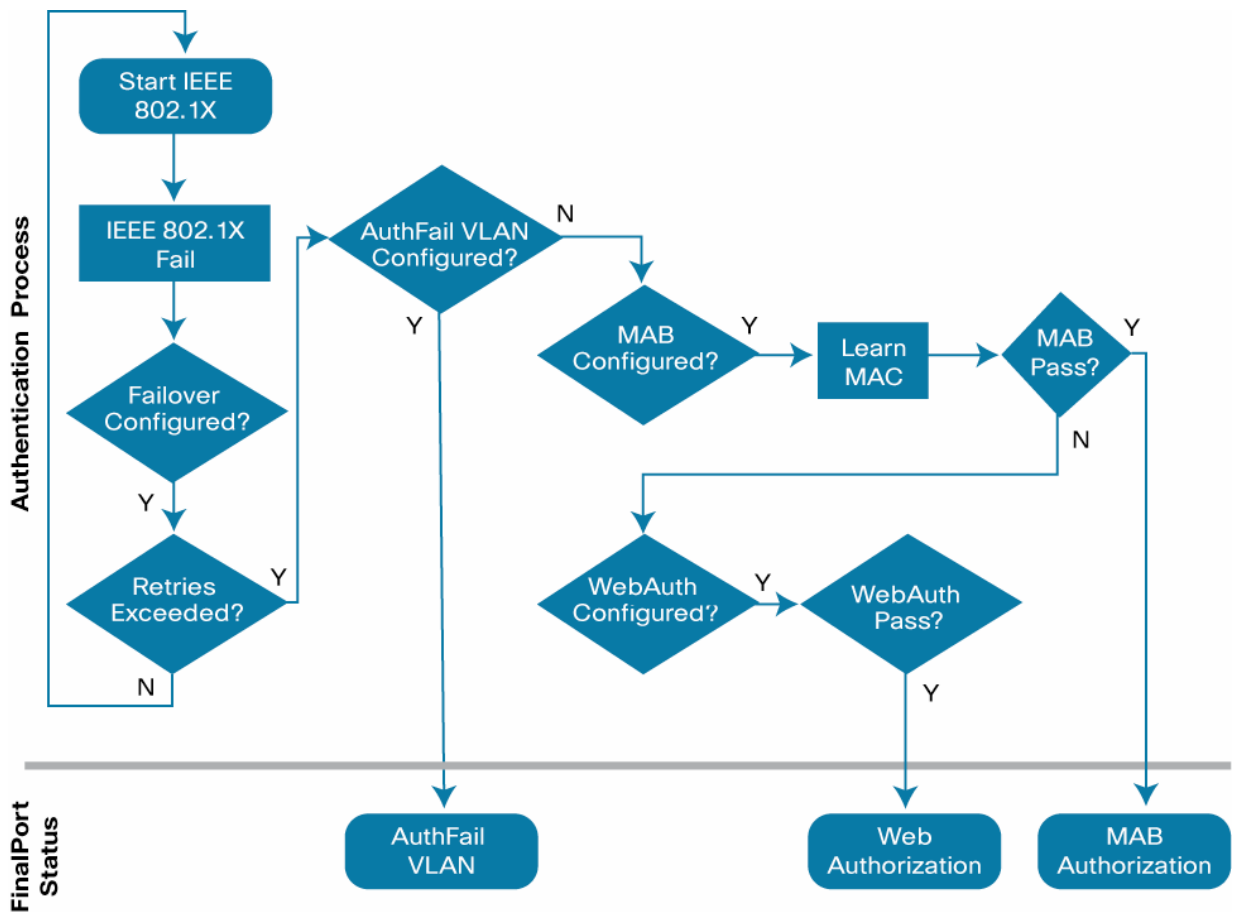 Authentication Process
Start IEEE
802.1X
IEEE 802.1X
Fail
Failover
Configured?
Y
Retries
Exceeded?
Y
N
AuthFail VLAN
Configured?
N
Y
MAB
Configured?
Y
Learn
MAC
MAB
Pass?
Y
N
WebAuth
Configured?
Y
WebAuth
Pass?
Y
FinalPort
Status
AuthFail
VLAN
Web
Authorization
MAB
Authorization